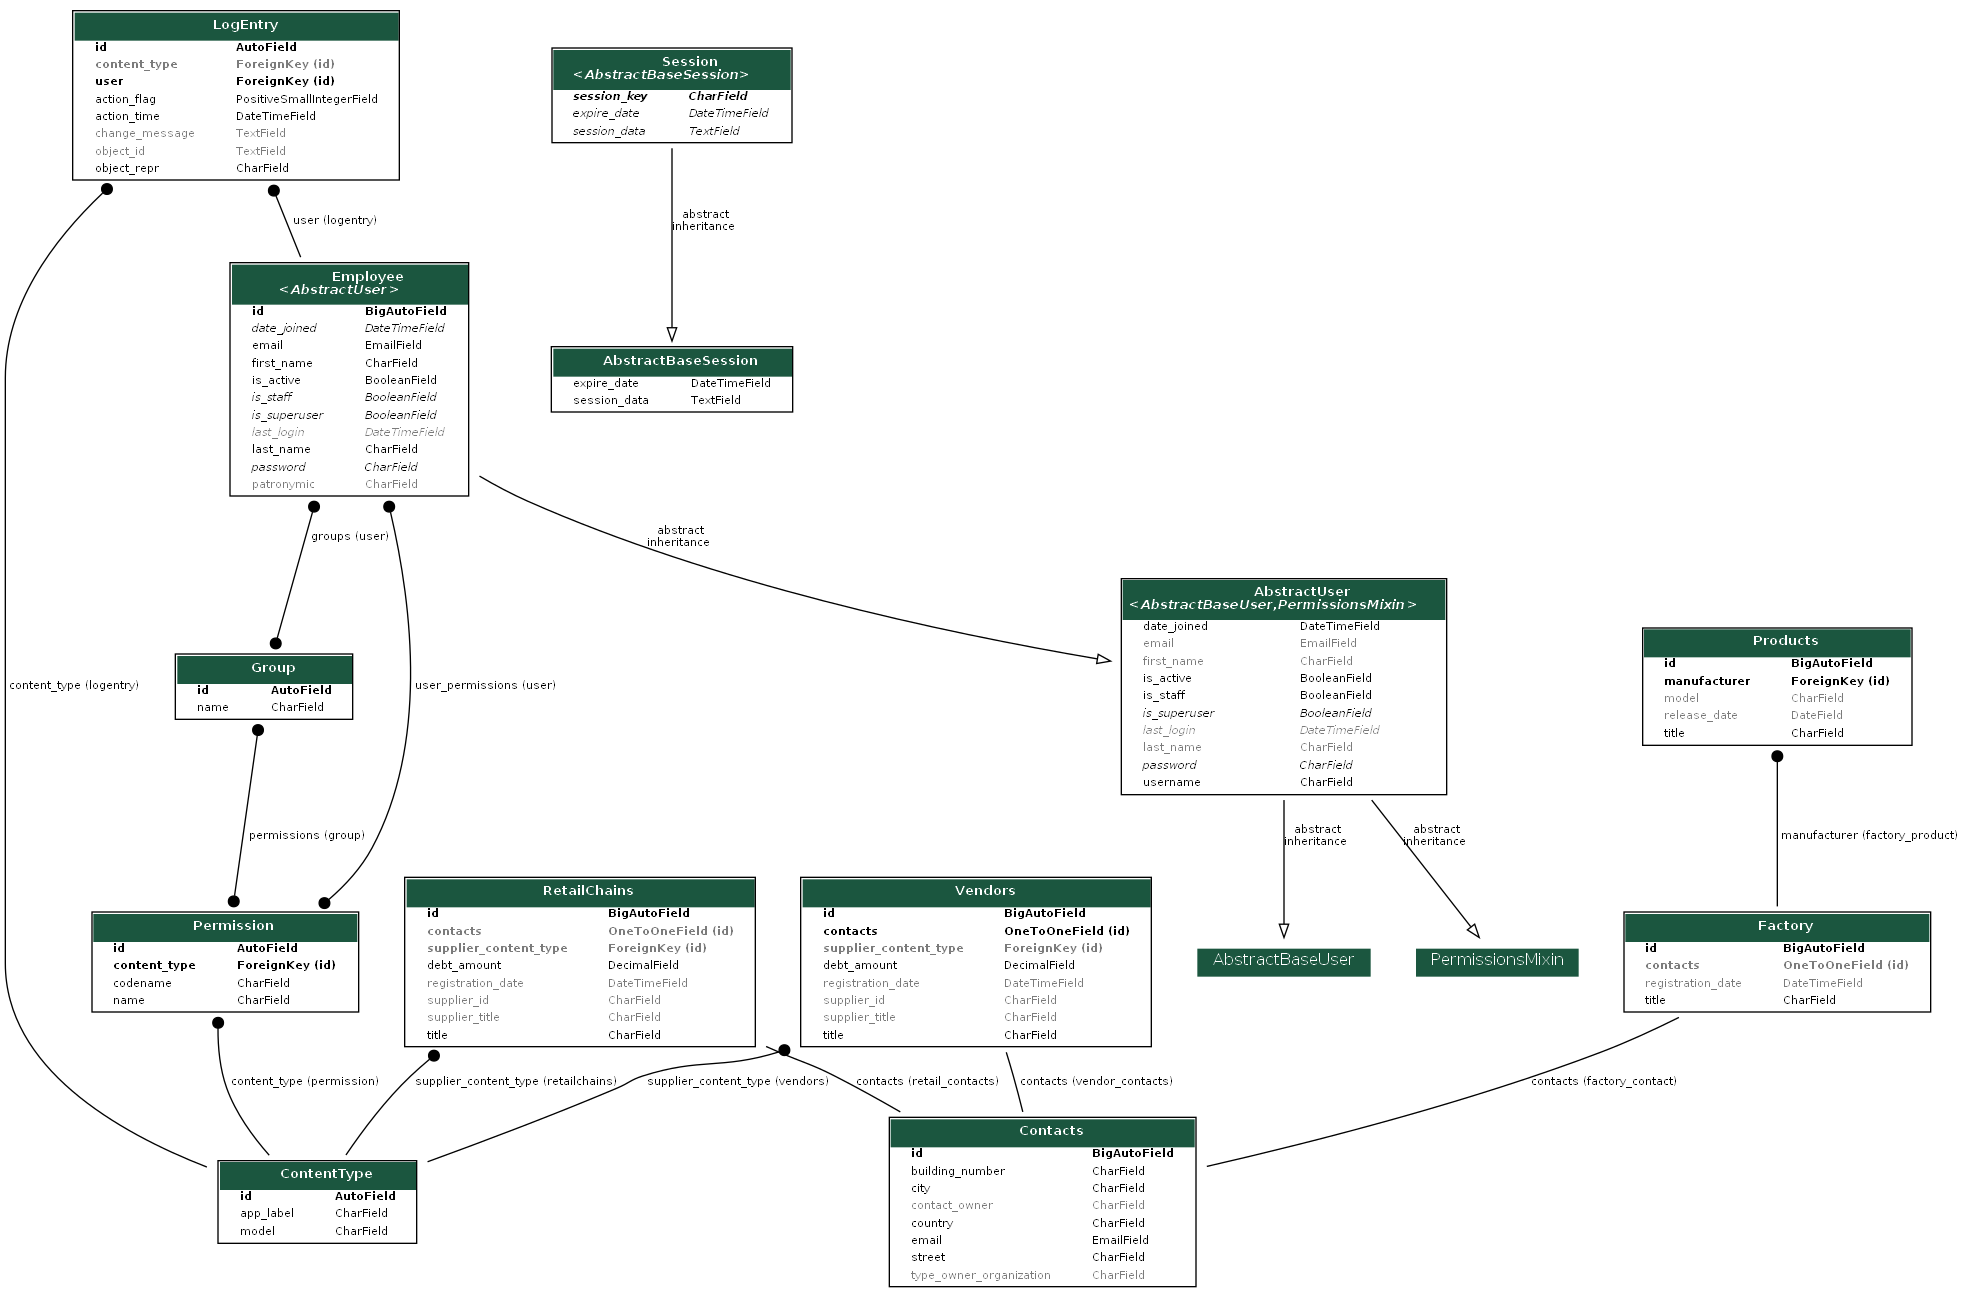 LogEntry
id AutoField
content_type ForeignKey (id)
user ForeignKey (id)
action_flag PositiveSmallIntegerField
action_time DateTimeField
change_message TextField
object_id TextField
object_repr CharField
Session
<AbstractBaseSession>
session_key CharField
expire_date DateTimeField
session_data TextField
user (logentry)
abstract
inheritance
Employee
<AbstractUser>
id BigAutoField
date_joined DateTimeField
email EmailField
first_name CharField
is_active BooleanField
is_staff BooleanField
is_superuser BooleanField
last_login DateTimeField
last_name CharField
password CharField
patronymic CharField
AbstractBaseSession
expire_date DateTimeField
session_data TextField
groups (user)
abstract
inheritance
AbstractUser
<AbstractBaseUser,PermissionsMixin>
date_joined DateTimeField
email EmailField
first_name CharField
is_active BooleanField
is_staff BooleanField
is_superuser BooleanField
last_login DateTimeField
last_name CharField
password CharField
username CharField
Products
id BigAutoField
manufacturer ForeignKey (id)
model CharField
release_date DateField
title CharField
Group
id AutoField
name CharField
content_type (logentry)
user_permissions (user)
permissions (group)
abstract
inheritance
abstract
inheritance
manufacturer (factory_product)
Permission
id AutoField
content_type ForeignKey (id)
codename CharField
name CharField
RetailChains
id BigAutoField
contacts OneToOneField (id)
supplier_content_type ForeignKey (id)
debt_amount DecimalField
registration_date DateTimeField
supplier_id CharField
supplier_title CharField
title CharField
Vendors
id BigAutoField
contacts OneToOneField (id)
supplier_content_type ForeignKey (id)
debt_amount DecimalField
registration_date DateTimeField
supplier_id CharField
supplier_title CharField
title CharField
AbstractBaseUser
PermissionsMixin
Factory
id BigAutoField
contacts OneToOneField (id)
registration_date DateTimeField
title CharField
content_type (permission)
supplier_content_type (retailchains)
supplier_content_type (vendors)
contacts (retail_contacts)
contacts (vendor_contacts)
contacts (factory_contact)
ContentType
id AutoField
app_label CharField
model CharField
Contacts
id BigAutoField
building_number CharField
city CharField
contact_owner CharField
country CharField
email EmailField
street CharField
type_owner_organization CharField